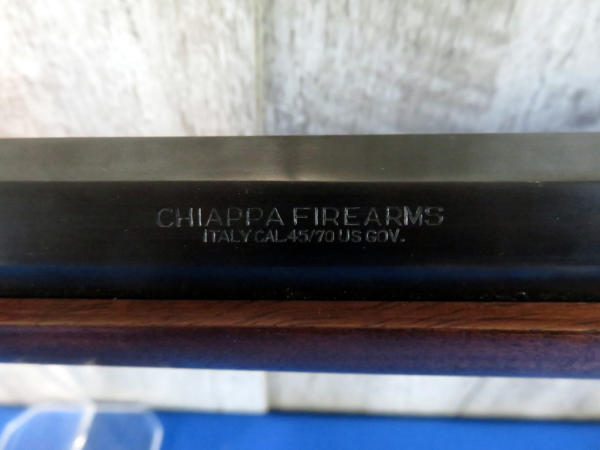 CHIAPPA FIREARMS
ITALY CAL.45/70 US GOV.